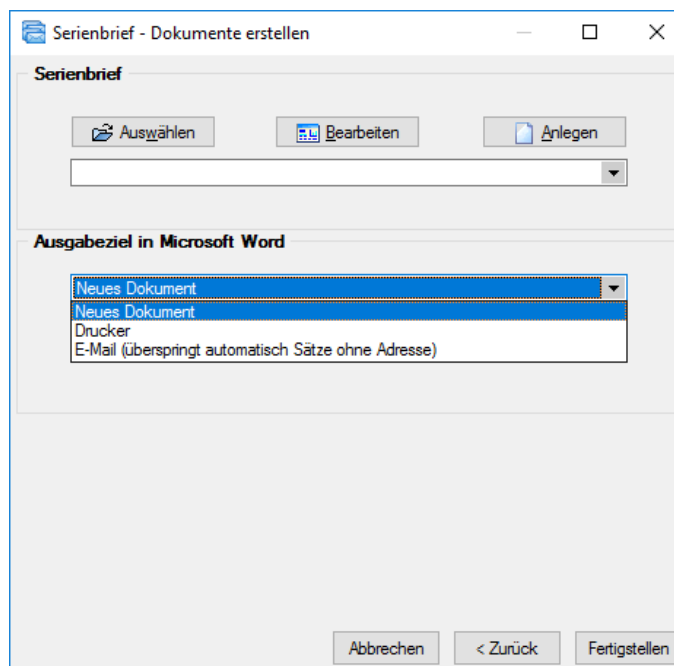 Serienbrief - Dokumente erstellen
Serienbrief
Auswählen Bearbeiten Anlegen
Ausgabeziel in Microsoft Word
Neues Dokument
Neues Dokument
Drucker
E-Mail (überspringt automatisch Sätze ohne Adresse)
Abbrechen < Zurück Fertigstellen